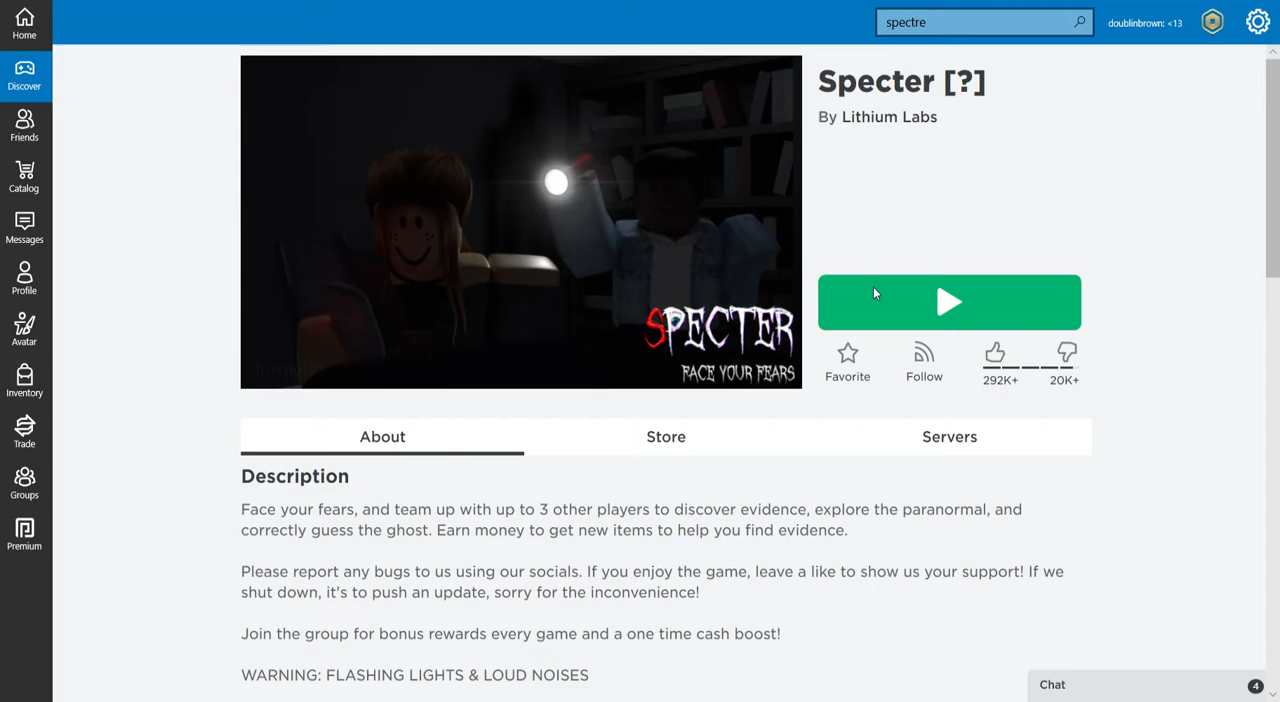 Home
Discover
Friends
Catalog
Messages
Profile
Avatar
Inventory
Trade
Groups
Premium
spectre
doublinbrown: <13
SPECTER
FACE YOUR FEARS
Specter [?]
By Lithium Labs
Favorite
Follow
292K+
20K+
About
Store
Servers
Description
Face your fears, and team up with up to 3 other players to discover evidence, explore the paranormal, and
correctly guess the ghost. Earn money to get new items to help you find evidence.
Please report any bugs to us using our socials. If you enjoy the game, leave a like to show us your support! If we
shut down, it's to push an update, sorry for the inconvenience!
Join the group for bonus rewards every game and a one time cash boost!
WARNING: FLASHING LIGHTS & LOUD NOISES
Chat
4